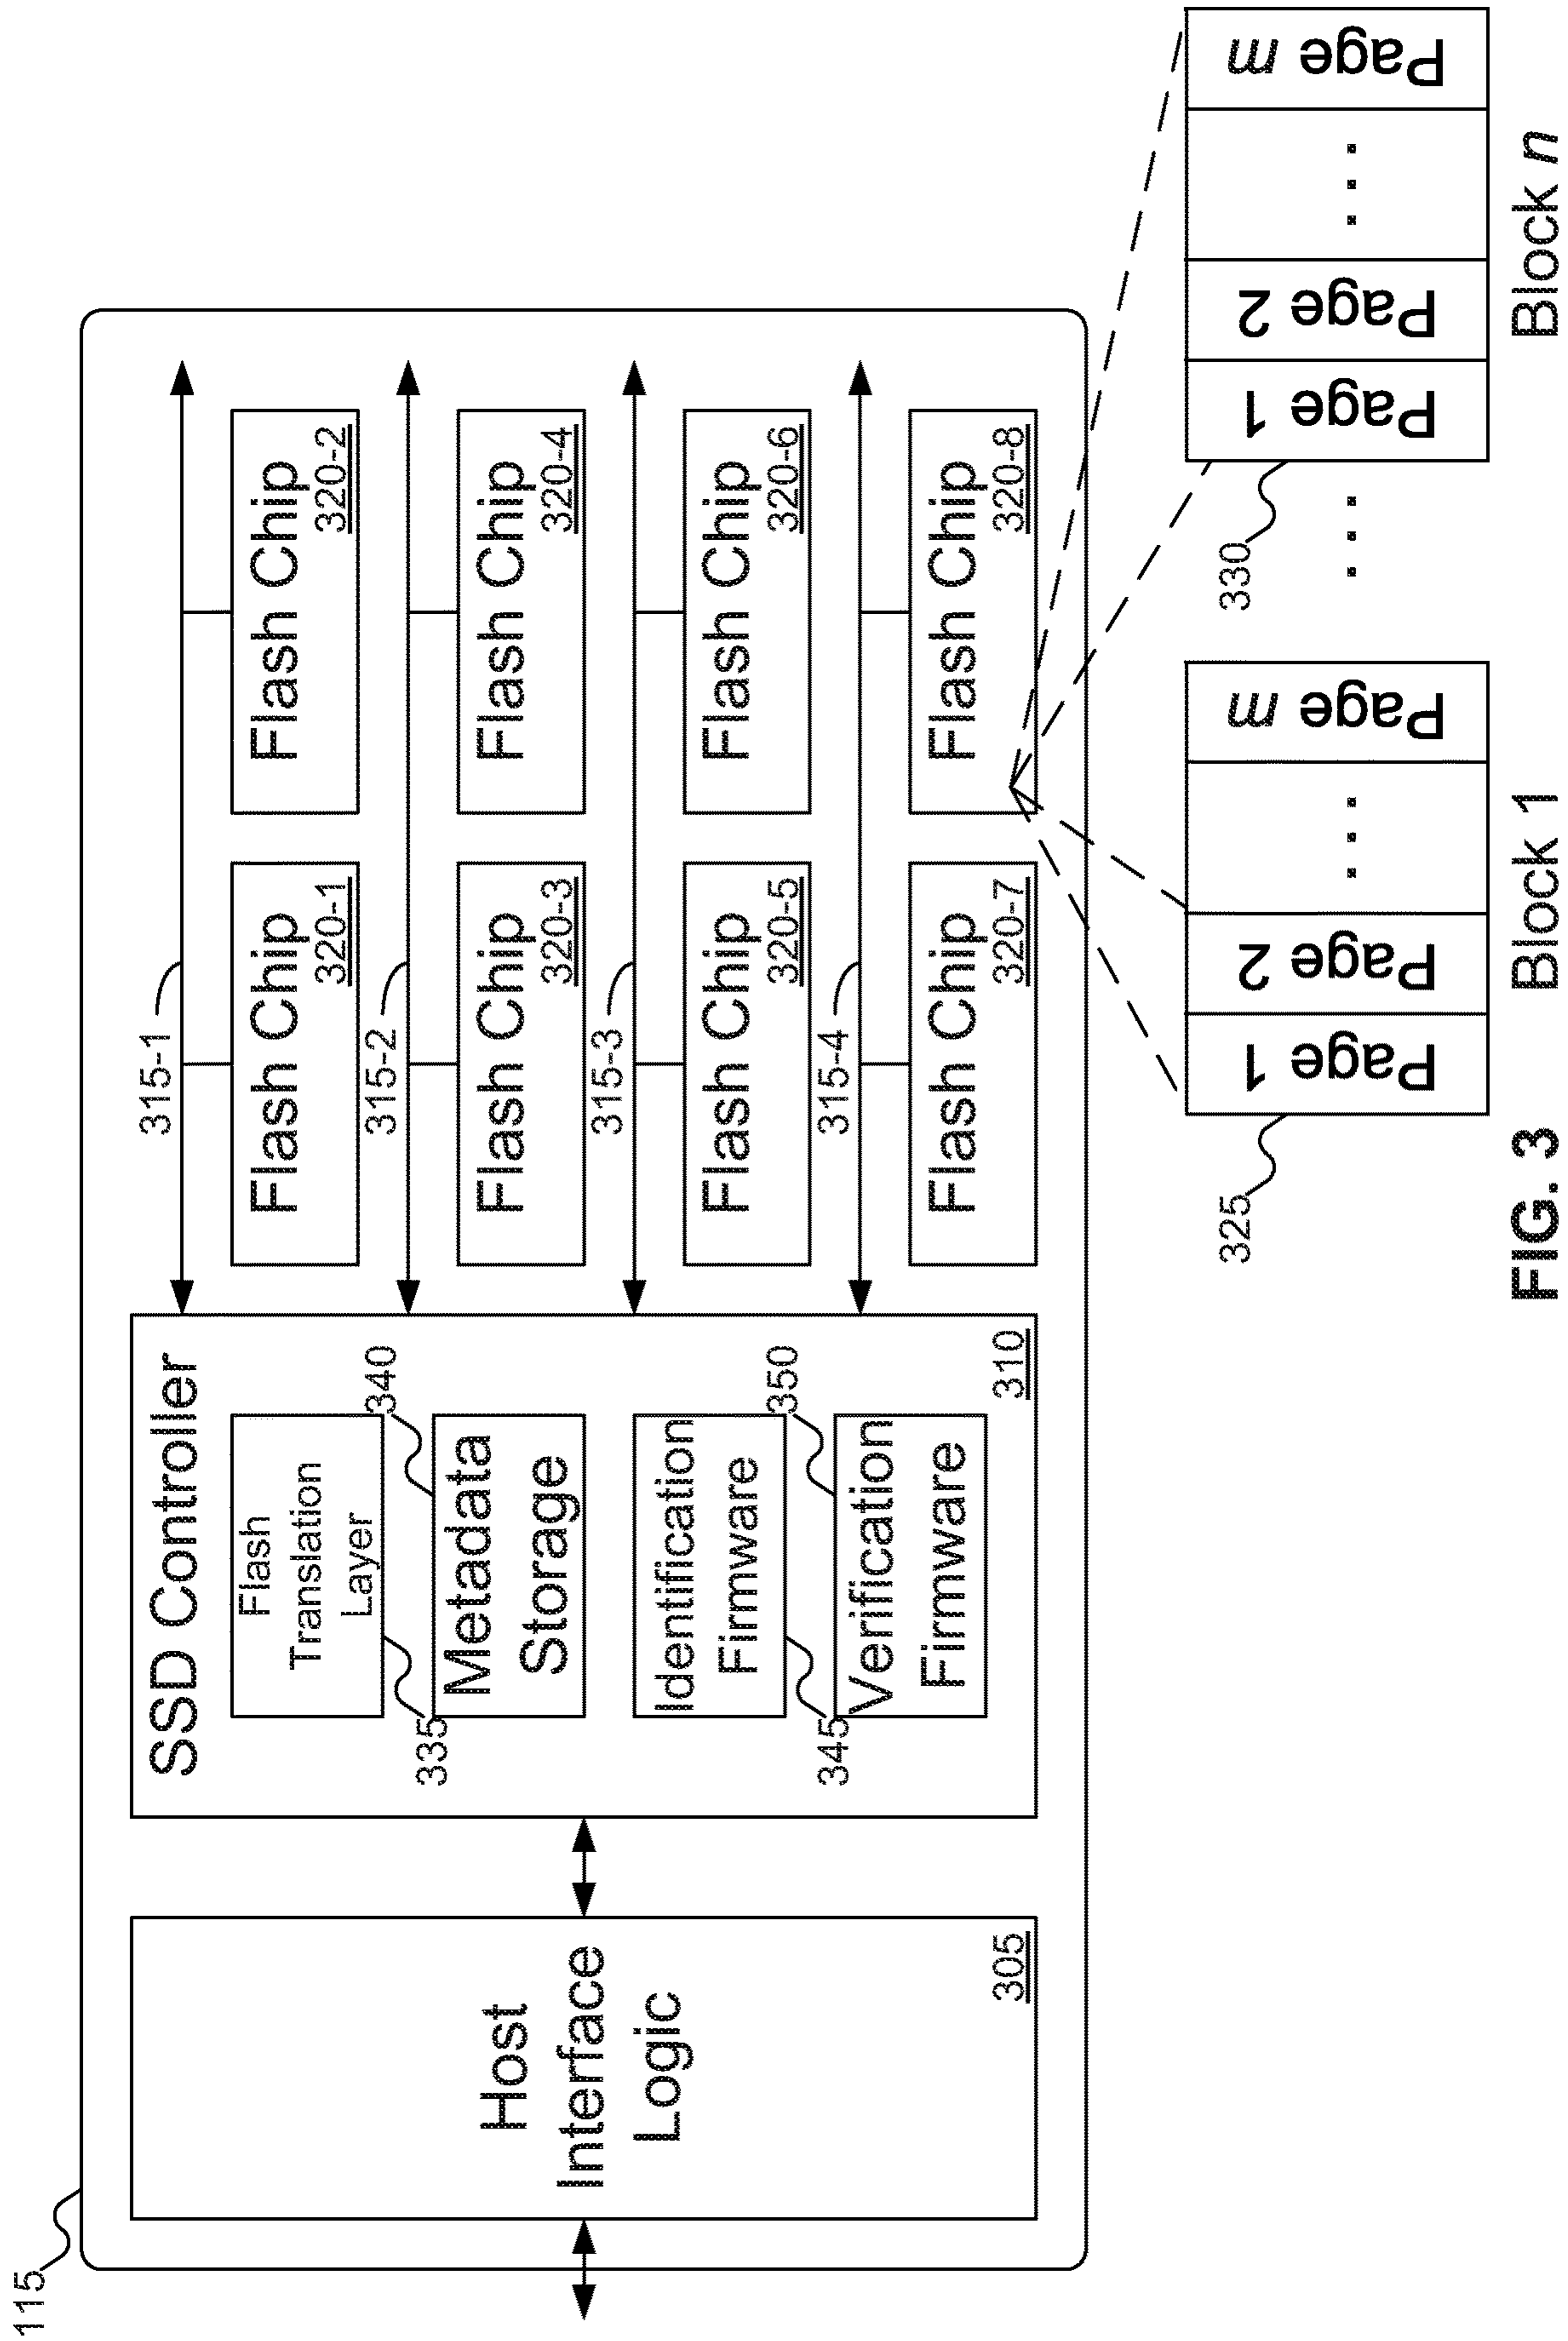 115
Host
Interface
Logic
305
SSD Controller
Flash
Translation
Layer
335
340
Metadata
Storage
Identification
Firmware
345
350
Verification
Firmware
310
315-1
Flash Chip
320-1
Flash Chip
320-2
315-2
Flash Chip
320-3
Flash Chip
320-4
315-3
Flash Chip
320-5
Flash Chip
320-6
315-4
Flash Chip
320-7
Flash Chip
320-8
325
Page 1
Page 2
. . .
Page m
Block 1
. . .
330
Page 1
Page 2
. . .
Page m
Block n
FIG. 3